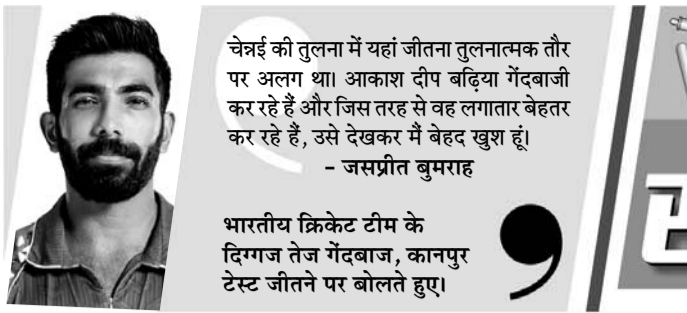 चेन्नई की तुलना में यहां जीतना तुलनात्मक तौर
पर अलग था। आकाश दीप बढ़िया गेंदबाजी
कर रहे हैं और जिस तरह से वह लगातार बेहतर
कर रहे हैं, उसे देखकर मैं बेहद खुश हूं।
- जसप्रीत बुमराह
भारतीय क्रिकेट टीम के
दिग्गज तेज गेंदबाज, कानपुर
टेस्ट जीतने पर बोलते हुए।